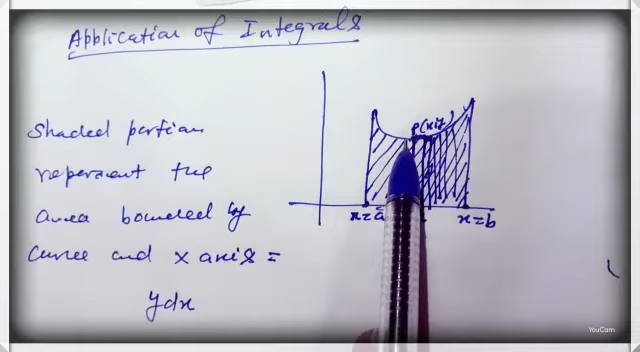 Application of Integrals
Shaded portion
represent the
area bounded by
curve and x axis =
ydx
P(x,y)
x=a
x=b
YouCam